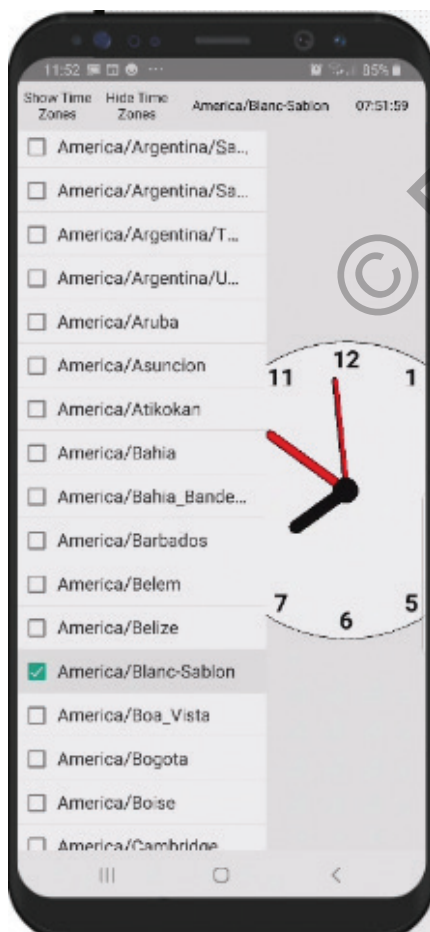 11:52
85%
Show Time Zones
Hide Time Zones
America/Blanc-Sablon
07:51:59
America/Argentina/Sa...
America/Argentina/Sa...
America/Argentina/T...
America/Argentina/U...
America/Aruba
America/Asuncion
America/Atikokan
America/Bahia
America/Bahia_Bande...
America/Barbados
America/Belem
America/Belize
America/Blanc-Sablon
America/Boa_Vista
America/Bogota
America/Boise
America/Cambridge
11
12
1
7
6
5
©